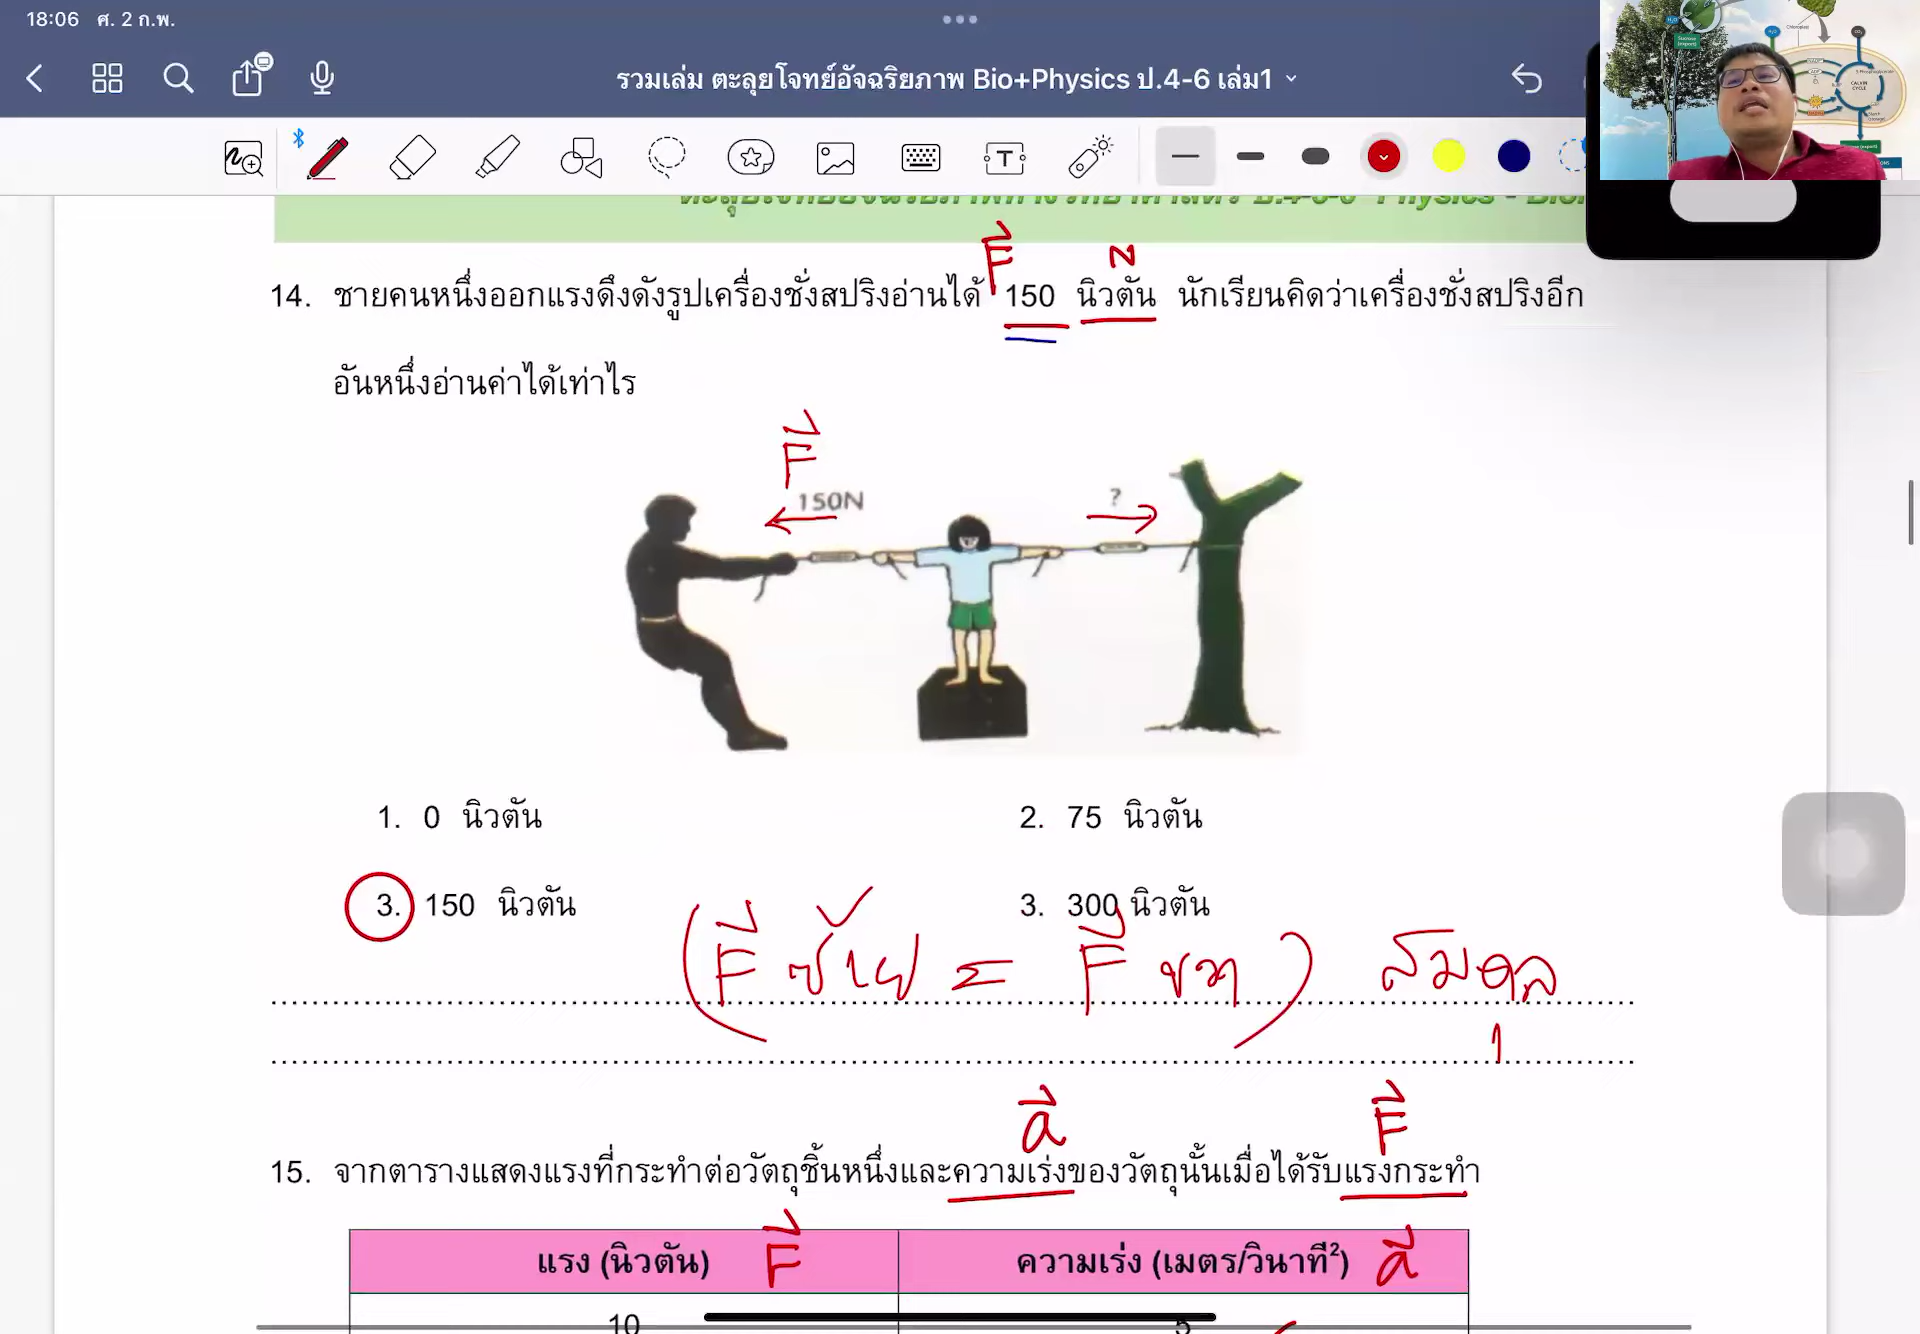 18:06 ศ. 2 ก.พ.
รวมเล่ม ตะลุยโจทย์อัจฉริยภาพ Bio+Physics ป.4-6 เล่ม1
F N
14. ชายคนหนึ่งออกแรงดึงดังรูปเครื่องชั่งสปริงอ่านได้ 150 นิวตัน นักเรียนคิดว่าเครื่องชั่งสปริงอีก
อันหนึ่งอ่านค่าได้เท่าไร
F
150N ?
1. 0 นิวตัน 2. 75 นิวตัน
3. 150 นิวตัน 3. 300 นิวตัน
(F ซ้าย = F ขวา) สมดุล
a F
15. จากตารางแสดงแรงที่กระทำต่อวัตถุชิ้นหนึ่งและความเร่งของวัตถุนั้นเมื่อได้รับแรงกระทำ
แรง (นิวตัน) F ความเร่ง (เมตร/วินาที²) a
10 5